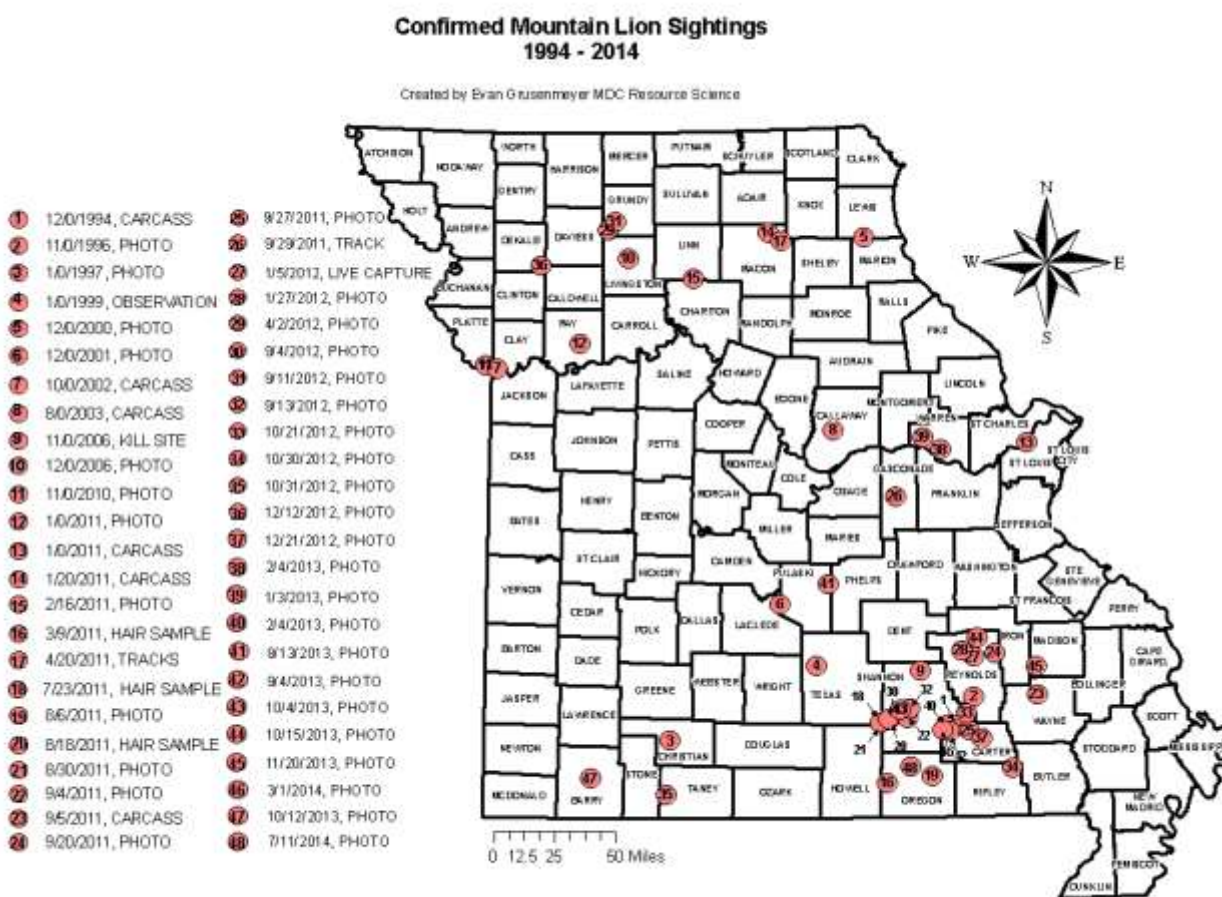 Confirmed Mountain Lion Sightings
1994 - 2014
Created by Evan Grusenmeyer MDC Resource Science
1 12/0/1994, CARCASS
2 11/0/1996, PHOTO
3 1/0/1997, PHOTO
4 1/0/1999, OBSERVATION
5 12/0/2000, PHOTO
6 12/0/2001, PHOTO
7 10/0/2002, CARCASS
8 8/0/2003, CARCASS
9 11/0/2006, KILL SITE
10 12/0/2006, PHOTO
11 11/0/2010, PHOTO
12 1/0/2011, PHOTO
13 1/0/2011, CARCASS
14 1/20/2011, CARCASS
15 2/16/2011, PHOTO
16 3/9/2011, HAIR SAMPLE
17 4/20/2011, TRACKS
18 7/23/2011, HAIR SAMPLE
19 8/6/2011, PHOTO
20 8/18/2011, HAIR SAMPLE
21 8/30/2011, PHOTO
22 9/4/2011, PHOTO
23 9/5/2011, CARCASS
24 9/20/2011, PHOTO
25 9/27/2011, PHOTO
26 9/29/2011, TRACK
27 1/5/2012, LIVE CAPTURE
28 1/27/2012, PHOTO
29 4/2/2012, PHOTO
30 9/4/2012, PHOTO
31 9/11/2012, PHOTO
32 9/13/2012, PHOTO
33 10/21/2012, PHOTO
34 10/30/2012, PHOTO
35 10/31/2012, PHOTO
36 12/12/2012, PHOTO
37 12/21/2012, PHOTO
38 2/4/2013, PHOTO
39 1/3/2013, PHOTO
40 2/4/2013, PHOTO
41 8/13/2013, PHOTO
42 9/4/2013, PHOTO
43 10/4/2013, PHOTO
44 10/15/2013, PHOTO
45 11/20/2013, PHOTO
46 3/1/2014, PHOTO
47 10/12/2013, PHOTO
48 7/11/2014, PHOTO
N
W E
S
ATCHISON
NODAWAY
WORTH
HARRISON
MERCER
PUTNAM
SCHUYLER
SCOTLAND
CLARK
HOLT
GENTRY
GRUNDY
SULLIVAN
ADAIR
KNOX
LEWIS
ANDREW
DEKALB
DAVIESS
LINN
MACON
SHELBY
MARION
BUCHANAN
CLINTON
CALDWELL
LIVINGSTON
CHARITON
RANDOLPH
MONROE
RALLS
PIKE
PLATTE
CLAY
RAY
CARROLL
AUDRAIN
JACKSON
LAFAYETTE
SALINE
HOWARD
BOONE
CALLAWAY
MONTGOMERY
LINCOLN
WARREN
ST CHARLES
ST LOUIS
ST LOUIS CITY
CASS
JOHNSON
PETTIS
COOPER
MONITEAU
COLE
OSAGE
GASCONADE
FRANKLIN
JEFFERSON
BATES
HENRY
BENTON
MORGAN
MILLER
MARIES
VERNON
ST CLAIR
HICKORY
CAMDEN
PULASKI
PHELPS
CRAWFORD
WASHINGTON
ST FRANCOIS
STE GENEVIEVE
PERRY
BARTON
CEDAR
POLK
DALLAS
LACLEDE
DENT
IRON
MADISON
CAPE GIRARD.
JASPER
DADE
GREENE
WEBSTER
WRIGHT
TEXAS
SHANNON
REYNOLDS
BOLLINGER
WAYNE
SCOTT
NEWTON
LAWRENCE
CHRISTIAN
DOUGLAS
CARTER
STODDARD
MISSISSIPPI
MCDONALD
BARRY
STONE
TANEY
OZARK
HOWELL
OREGON
RIPLEY
BUTLER
NEW MADRID
PEMISCOT
DUNKLIN
0 12.5 25 50 Miles